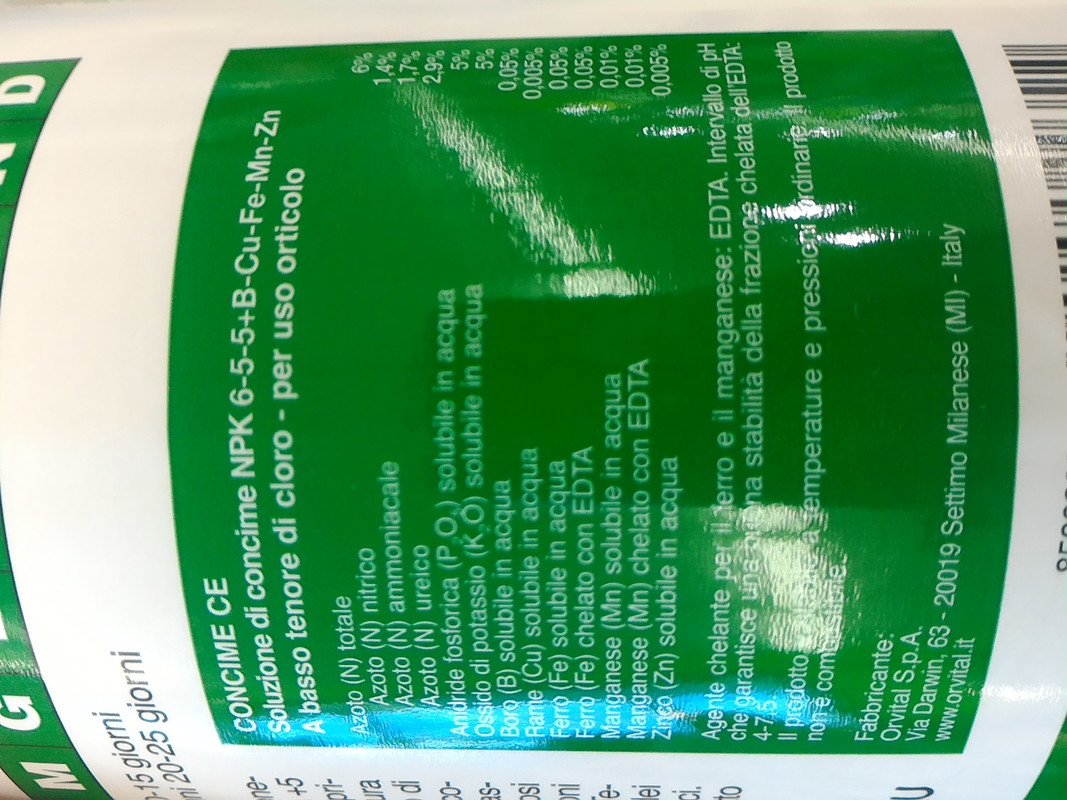 0-15 giorni
ni 20-25 giorni
CONCIME CE
Soluzione di concime NPK 6-5-5+B-Cu-Fe-Mn-Zn
A basso tenore di cloro - per uso orticolo
Azoto (N) totale 6%
Azoto (N) nitrico 1,4%
Azoto (N) ammoniacale 1,7%
Azoto (N) ureico 2,9%
Anidride fosforica (P2O5) solubile in acqua 5%
Ossido di potassio (K2O) solubile in acqua 5%
Boro (B) solubile in acqua 0,05%
Rame (Cu) solubile in acqua 0,005%
Ferro (Fe) solubile in acqua 0,05%
Ferro (Fe) chelato con EDTA 0,05%
Manganese (Mn) solubile in acqua 0,01%
Manganese (Mn) chelato con EDTA 0,01%
Zinco (Zn) solubile in acqua 0,005%
Agente chelante per il ferro e il manganese: EDTA. Intervallo di pH
che garantisce una buona stabilità della frazione chelata dell'EDTA:
4-7,5.
Il prodotto a temperature e pressioni ordinarie il prodotto
non è combustibile.
Fabbricante:
Orvital S.p.A.
Via Darwin, 63 - 20019 Settimo Milanese (MI) - Italy
www.orvital.it